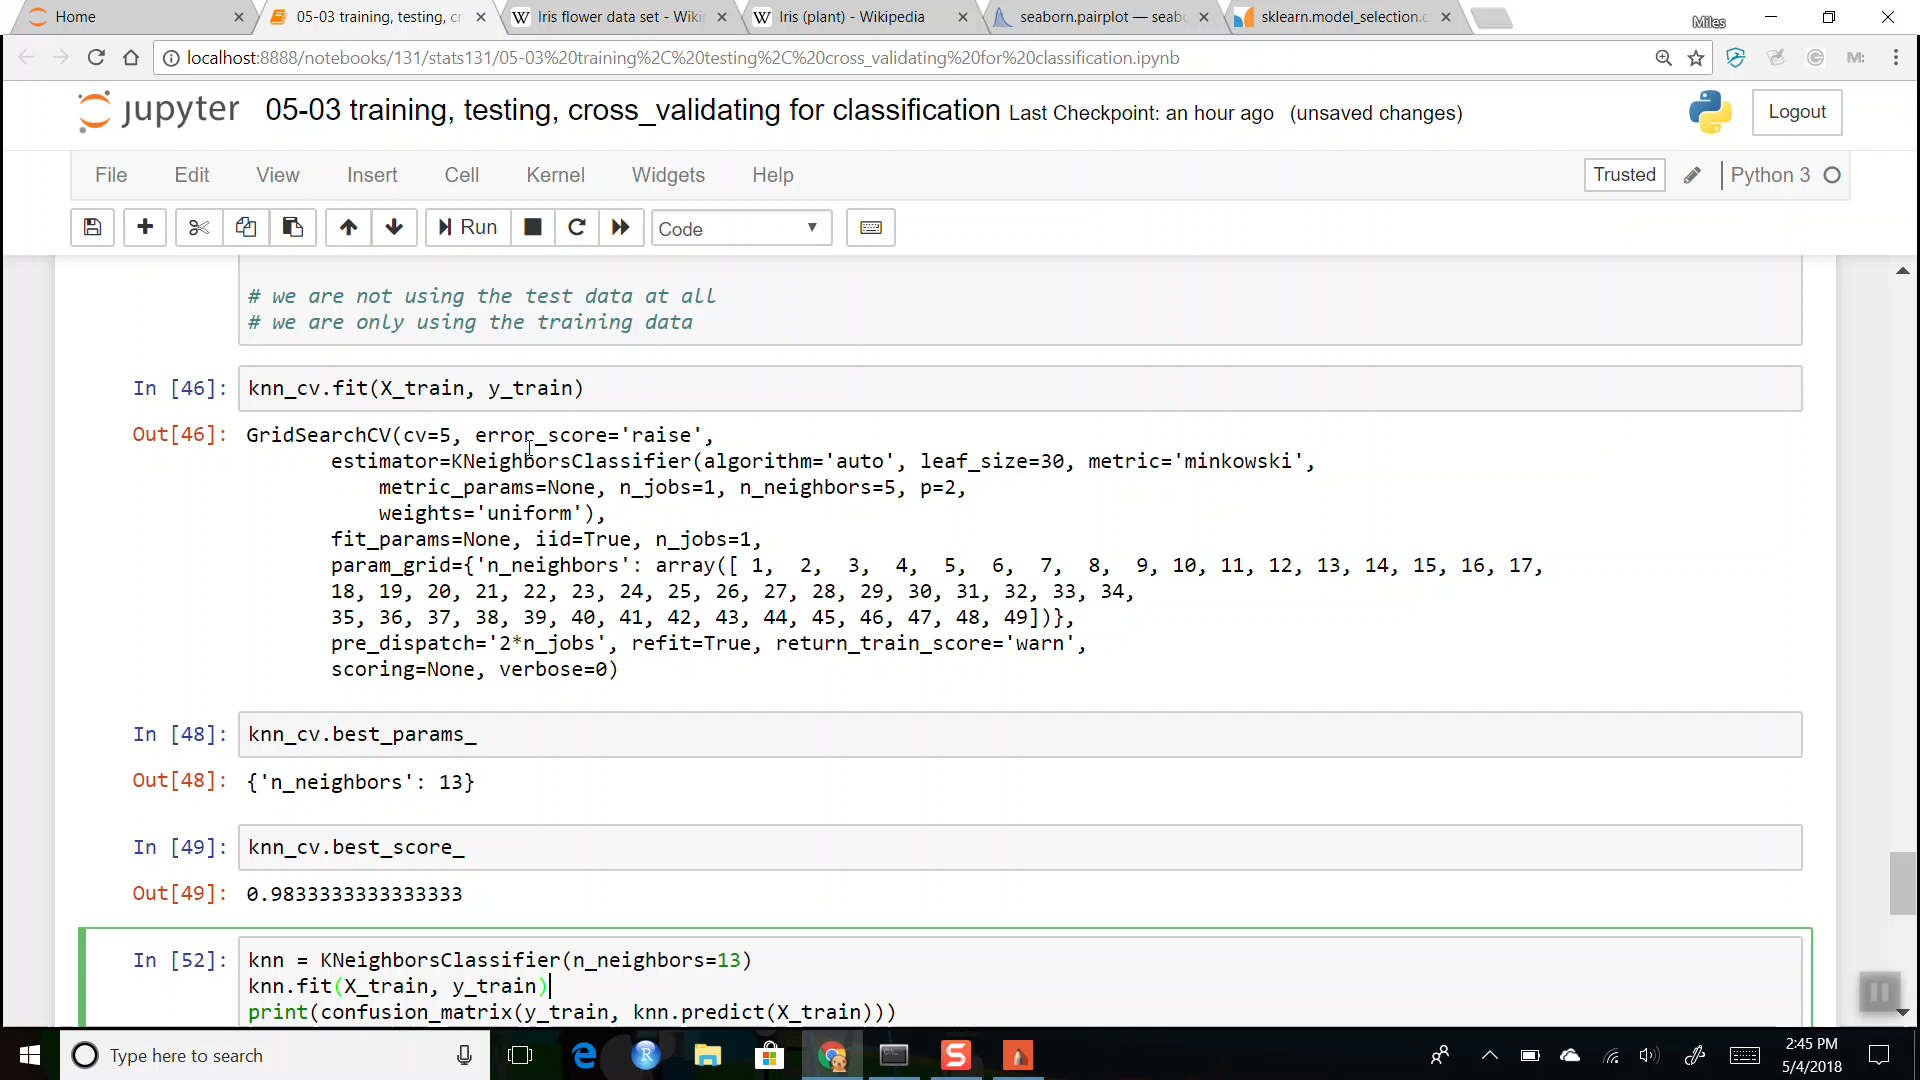 Home
05-03 training, testing, cr
Iris flower data set - Wiki
Iris (plant) - Wikipedia
seaborn.pairplot — seab
sklearn.model_selection.
Miles
localhost:8888/notebooks/131/stats131/05-03%20training%2C%20testing%2C%20cross_validating%20for%20classification.ipynb
M:
jupyter 05-03 training, testing, cross_validating for classification Last Checkpoint: an hour ago (unsaved changes)
Logout
File Edit View Insert Cell Kernel Widgets Help
Trusted
Python 3
Run
Code
# we are not using the test data at all
# we are only using the training data
In [46]: knn_cv.fit(X_train, y_train)
Out[46]: GridSearchCV(cv=5, error_score='raise',
estimator=KNeighborsClassifier(algorithm='auto', leaf_size=30, metric='minkowski',
metric_params=None, n_jobs=1, n_neighbors=5, p=2,
weights='uniform'),
fit_params=None, iid=True, n_jobs=1,
param_grid={'n_neighbors': array([ 1, 2, 3, 4, 5, 6, 7, 8, 9, 10, 11, 12, 13, 14, 15, 16, 17,
18, 19, 20, 21, 22, 23, 24, 25, 26, 27, 28, 29, 30, 31, 32, 33, 34,
35, 36, 37, 38, 39, 40, 41, 42, 43, 44, 45, 46, 47, 48, 49])},
pre_dispatch='2*n_jobs', refit=True, return_train_score='warn',
scoring=None, verbose=0)
In [48]: knn_cv.best_params_
Out[48]: {'n_neighbors': 13}
In [49]: knn_cv.best_score_
Out[49]: 0.9833333333333333
In [52]: knn = KNeighborsClassifier(n_neighbors=13)
knn.fit(X_train, y_train)
print(confusion_matrix(y_train, knn.predict(X_train)))
Type here to search
2:45 PM
5/4/2018